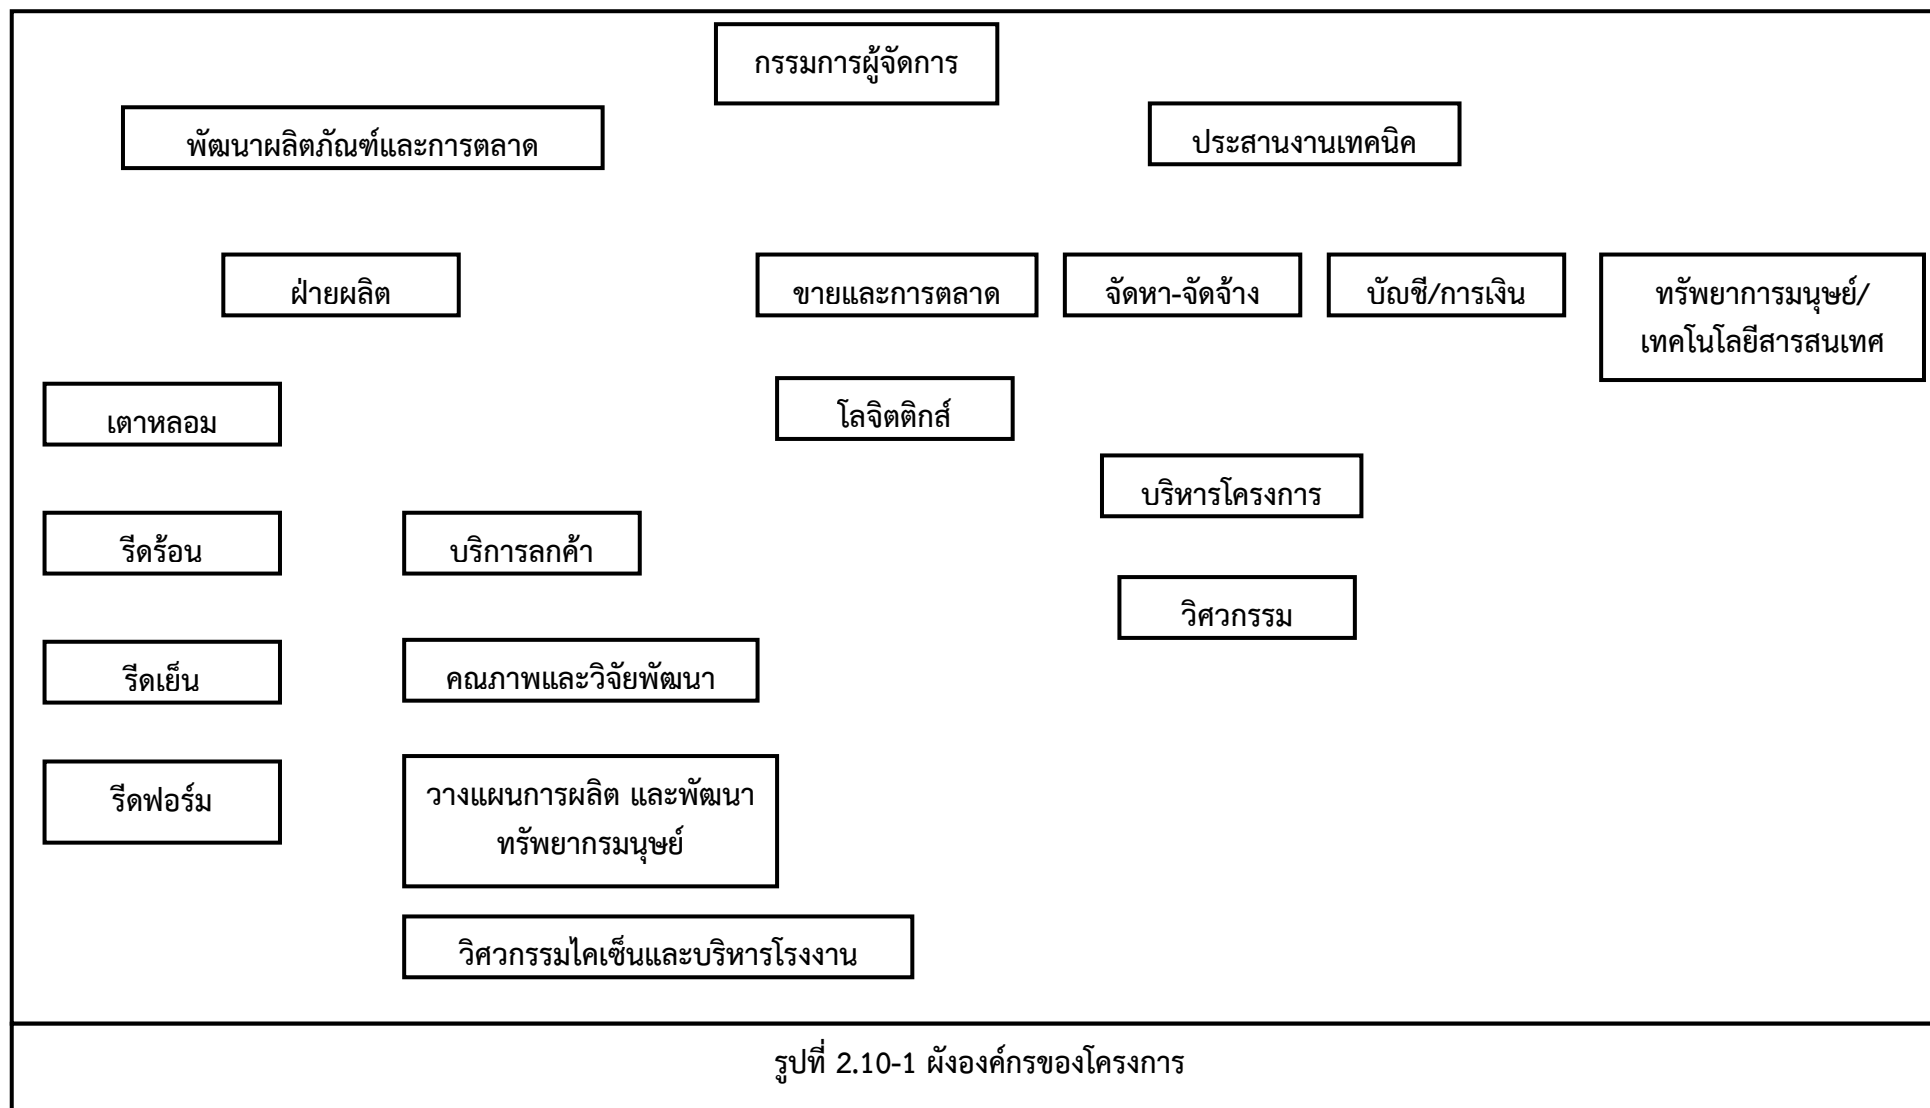 กรรมการผู้จัดการ
พัฒนาผลิตภัณฑ์และการตลาด
ประสานงานเทคนิค
ฝ่ายผลิต
ขายและการตลาด
จัดหา-จัดจ้าง
บัญชี/การเงิน
ทรัพยาการมนุษย์/
เทคโนโลยีสารสนเทศ
เตาหลอม
โลจิตติกส์
บริหารโครงการ
รีดร้อน
บริการลกค้า
วิศวกรรม
รีดเย็น
คณภาพและวิจัยพัฒนา
รีดฟอร์ม
วางแผนการผลิต และพัฒนา
ทรัพยากรมนุษย์
วิศวกรรมไคเซ็นและบริหารโรงงาน
รูปที่ 2.10-1 ผังองค์กรของโครงการ